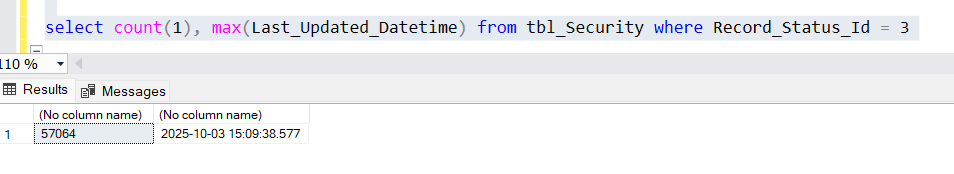 select count(1), max(Last_Updated_Datetime) from tbl_Security where Record_Status_Id = 3
110 %
Results Messages
(No column name) (No column name)
1 57064 2025-10-03 15:09:38.577